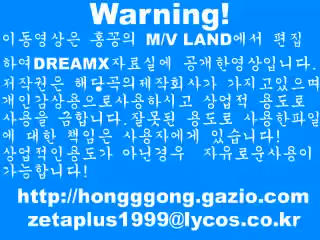 Warning!
이동영상은 홍꽁의 M/V LAND에서 편집
하여DREAMX자료실에 공개한영상입니다.
저작권은 해당곡의제작회사가 가지고있으며
개인감상용으로사용하시고 상업적 용도로
사용을 금합니다.잘못된 용도로 사용한파일
에 대한 책임은 사용자에게 있습니다!
상업적인용도가 아닌경우 자유로운사용이
가능합니다!
http://hongggong.gazio.com
zetaplus1999@lycos.co.kr